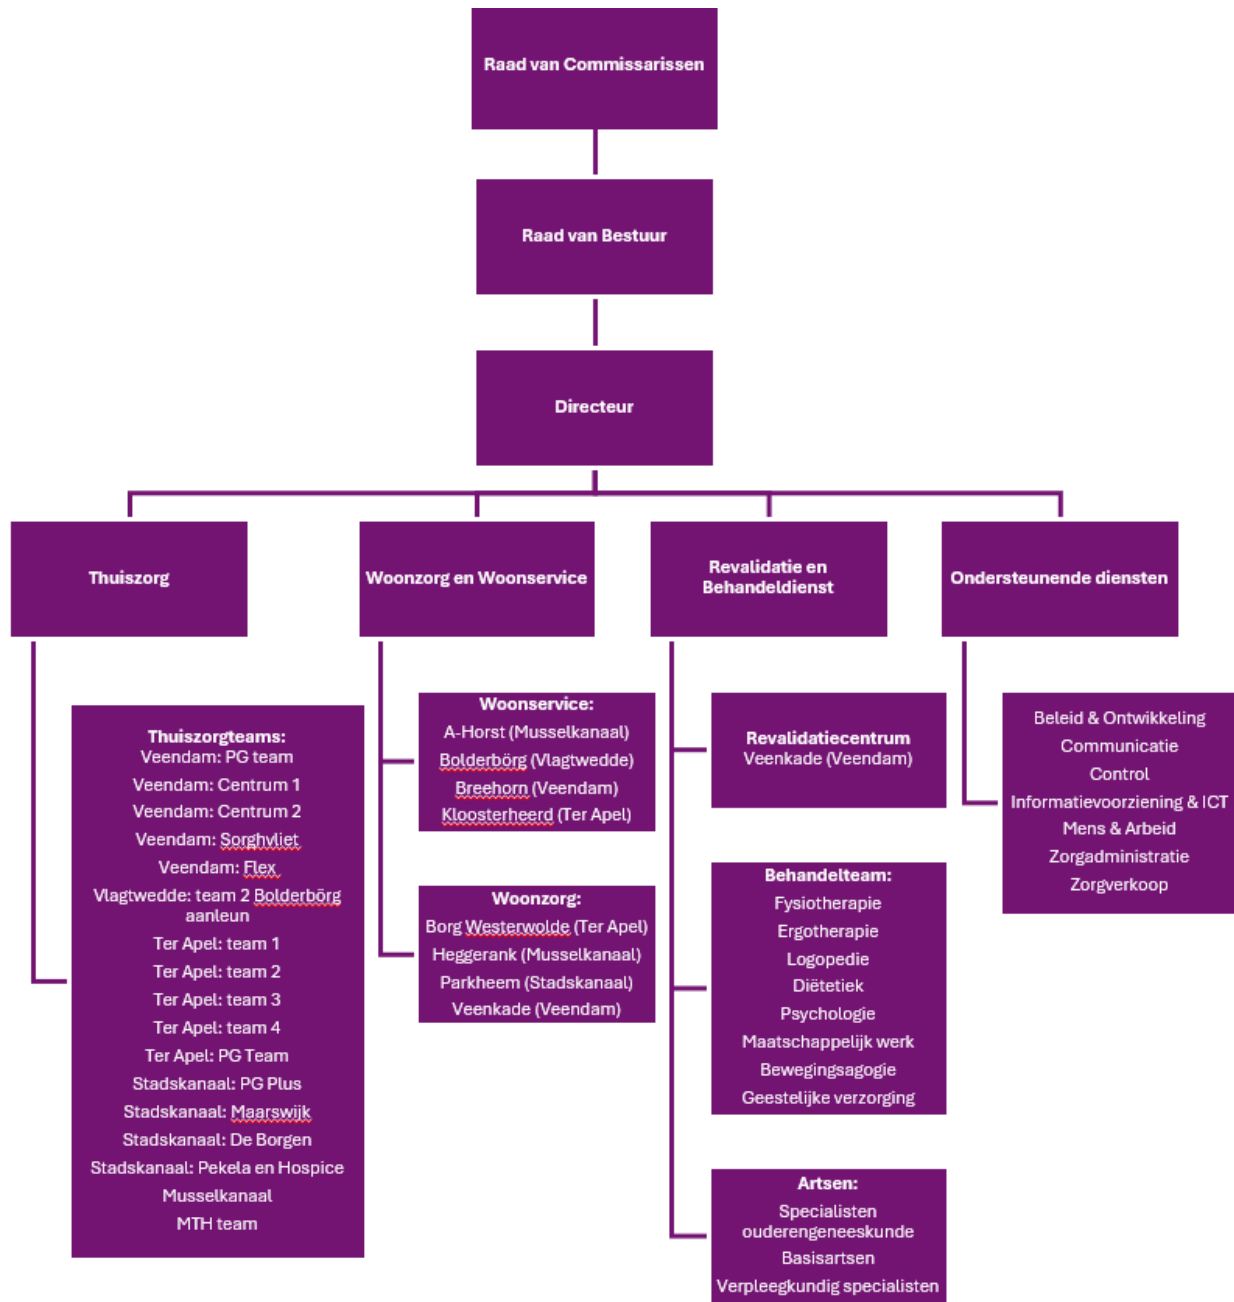 Raad van Commissarissen
Raad van Bestuur
Directeur
Thuiszorg
Woonzorg en Woonservice
Revalidatie en
Behandeldienst
Ondersteunende diensten
Thuiszorgteams:
Veendam: PG team
Veendam: Centrum 1
Veendam: Centrum 2
Veendam: Sorghvliet
Veendam: Flex
Vlagtwedde: team 2 Bolderbörg
aanleun
Ter Apel: team 1
Ter Apel: team 2
Ter Apel: team 3
Ter Apel: team 4
Ter Apel: PG Team
Stadskanaal: PG Plus
Stadskanaal: Maarswijk
Stadskanaal: De Borgen
Stadskanaal: Pekela en Hospice
Musselkanaal
MTH team
Woonservice:
A-Horst (Musselkanaal)
Bolderbörg (Vlagtwedde)
Breehorn (Veendam)
Kloosterheerd (Ter Apel)
Woonzorg:
Borg Westerwolde (Ter Apel)
Heggerank (Musselkanaal)
Parkheem (Stadskanaal)
Veenkade (Veendam)
Revalidatiecentrum
Veenkade (Veendam)
Behandelteam:
Fysiotherapie
Ergotherapie
Logopedie
Diëtetiek
Psychologie
Maatschappelijk werk
Bewegingsagogie
Geestelijke verzorging
Artsen:
Specialisten
ouderengeneeskunde
Basisartsen
Verpleegkundig specialisten
Beleid & Ontwikkeling
Communicatie
Control
Informatievoorziening & ICT
Mens & Arbeid
Zorgadministratie
Zorgverkoop